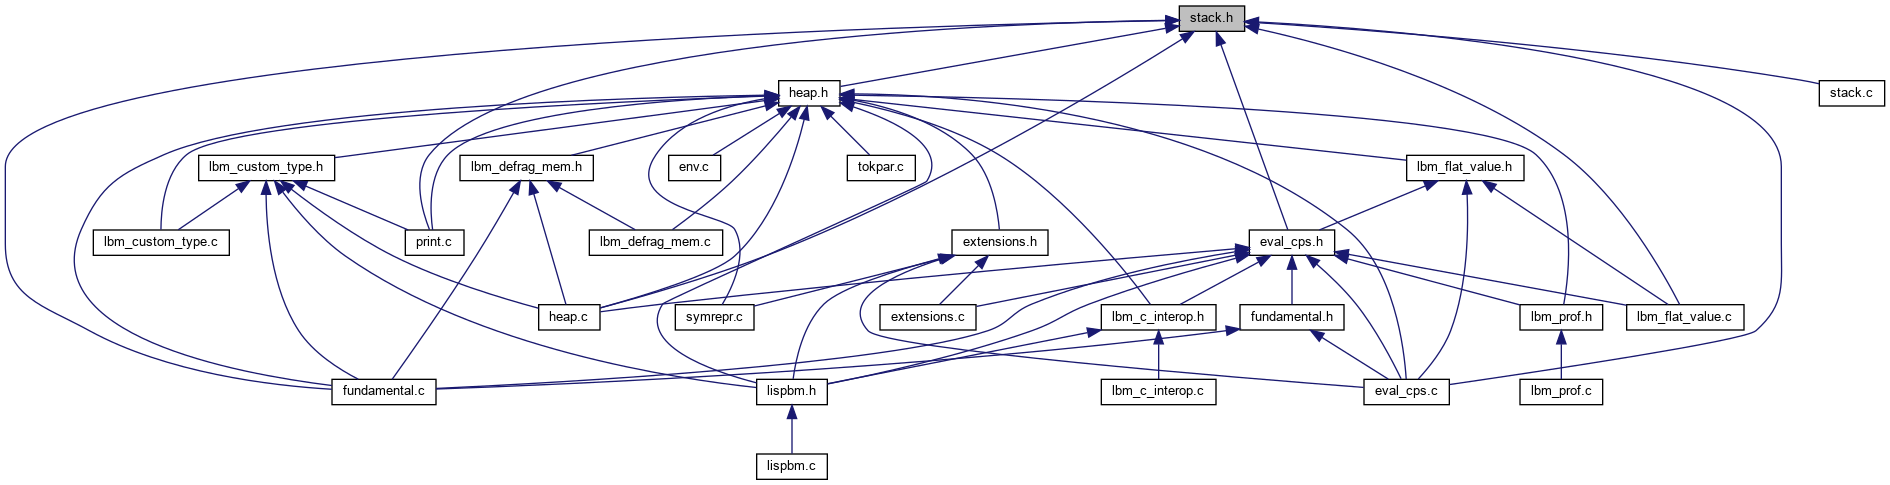 stack.h
heap.h
stack.c
lbm_custom_type.h
lbm_defrag_mem.h
env.c
tokpar.c
lbm_flat_value.h
lbm_custom_type.c
print.c
lbm_defrag_mem.c
extensions.h
eval_cps.h
heap.c
symrepr.c
extensions.c
lbm_c_interop.h
fundamental.h
lbm_prof.h
lbm_flat_value.c
fundamental.c
lispbm.h
lbm_c_interop.c
eval_cps.c
lbm_prof.c
lispbm.c